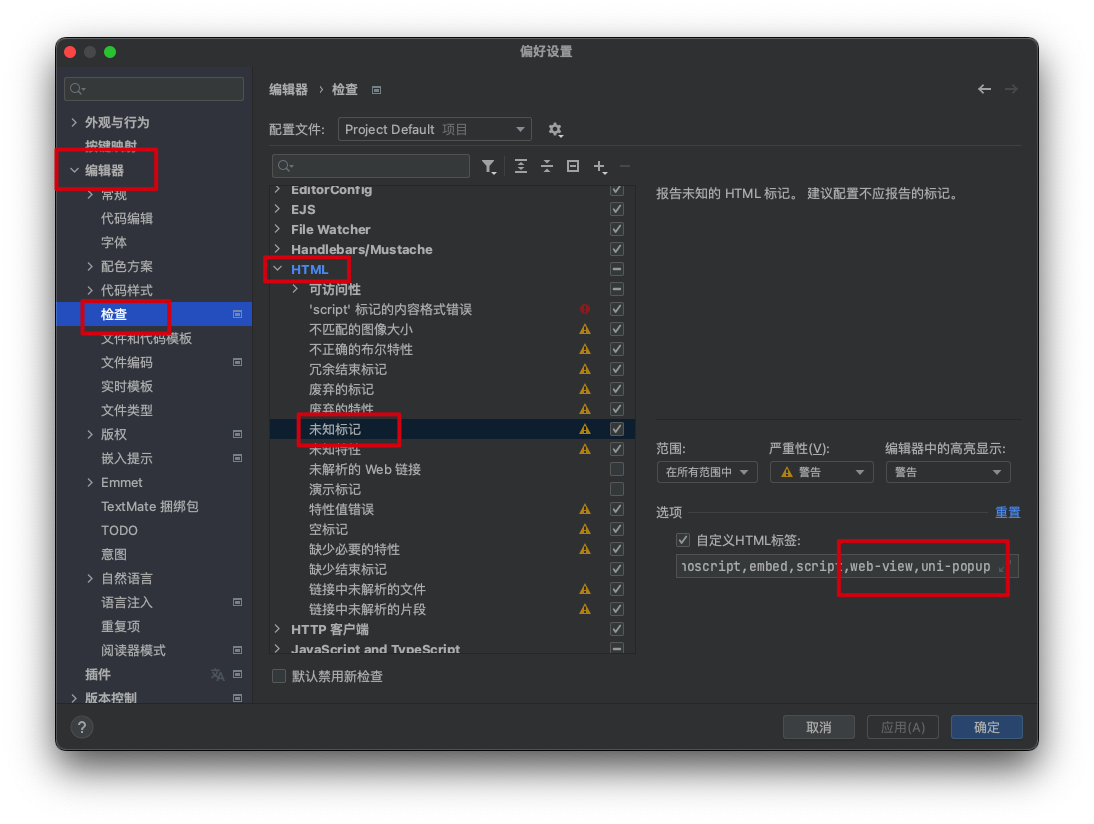 偏好设置
外观与行为
按键映射
编辑器
常规
代码编辑
字体
配色方案
代码样式
检查
文件和代码模板
文件编码
实时模板
文件类型
版权
嵌入提示
Emmet
TextMate 捆绑包
TODO
意图
自然语言
语言注入
重复项
阅读器模式
插件
版本控制
编辑器 › 检查
配置文件: Project Default 项目
EditorConfig
EJS
File Watcher
Handlebars/Mustache
HTML
可访问性
'script' 标记的内容格式错误
不匹配的图像大小
不正确的布尔特性
冗余结束标记
废弃的标记
废弃的特性
未知标记
未知特性
未解析的 Web 链接
演示标记
特性值错误
空标记
缺少必要的特性
缺少结束标记
链接中未解析的文件
链接中未解析的片段
HTTP 客户端
JavaScript and TypeScript
默认禁用新检查
报告未知的 HTML 标记。 建议配置不应报告的标记。
范围: 严重性(V): 编辑器中的高亮显示:
在所有范围中 警告 警告
选项 重置
自定义HTML标签:
noscript,embed,script,web-view,uni-popup
? 取消 应用(A) 确定